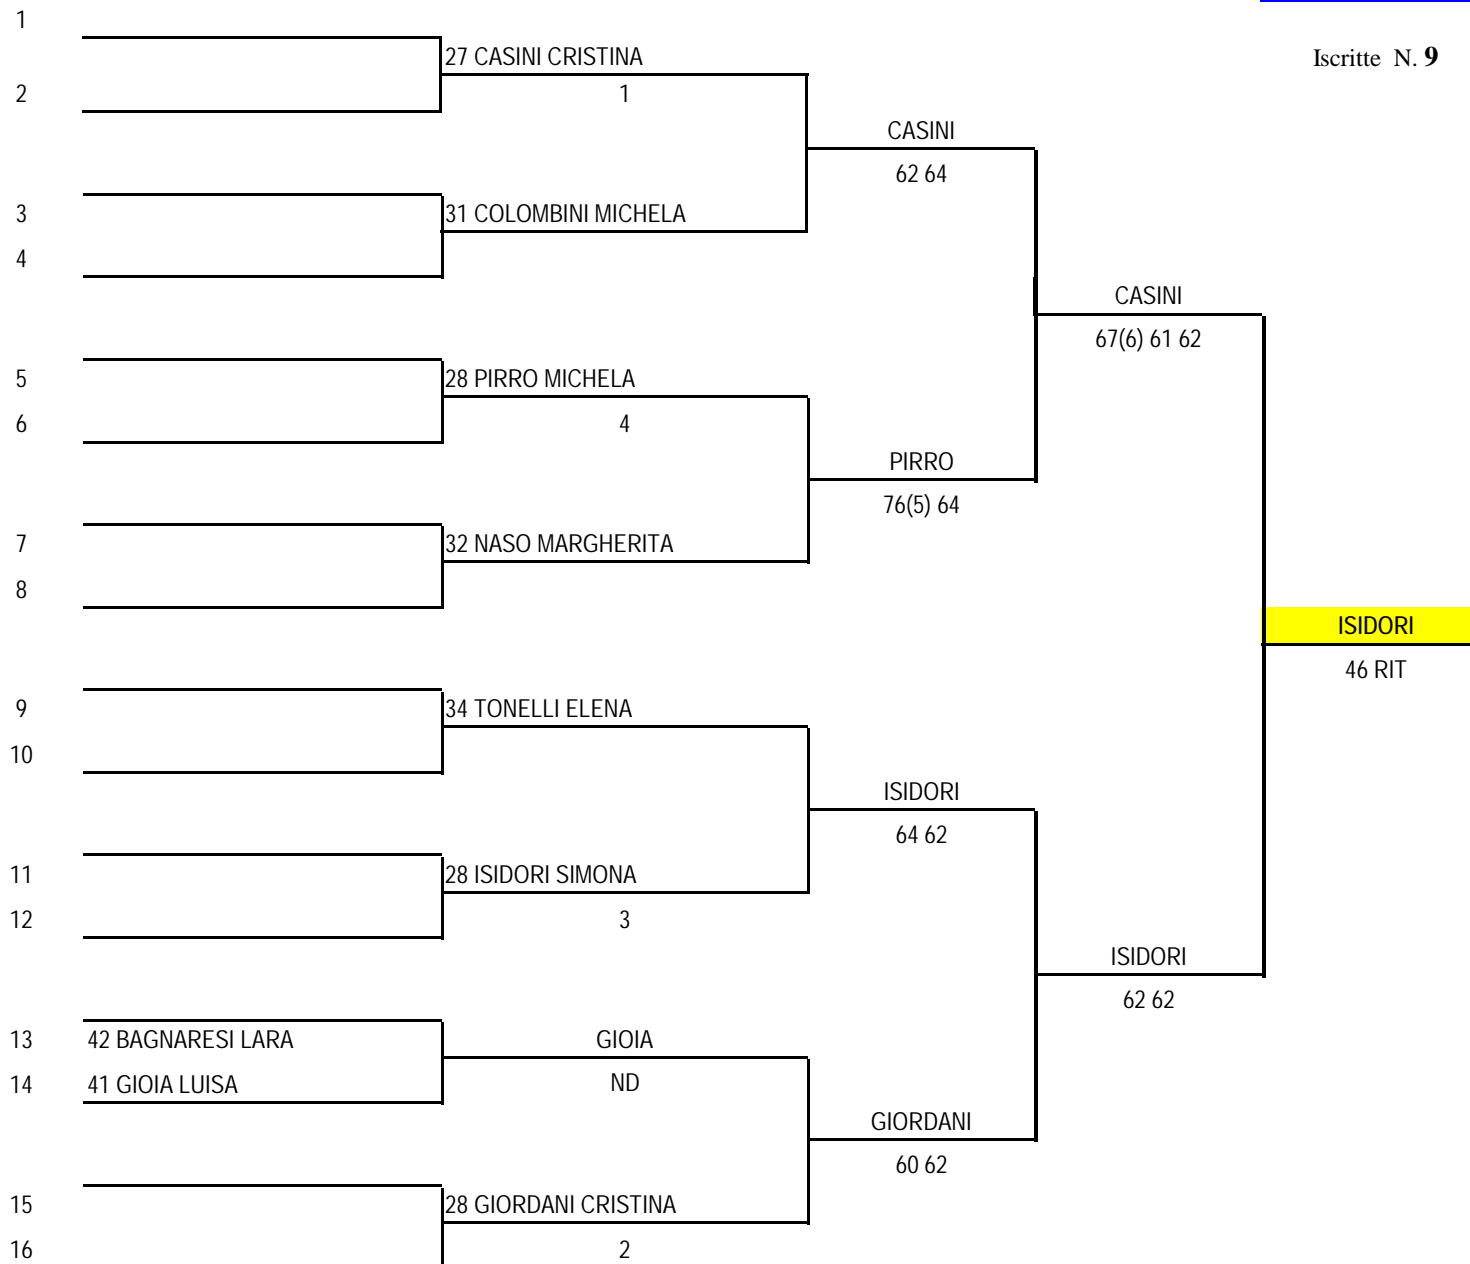 1
27 CASINI CRISTINA
Iscritte N. 9
2
1
CASINI
62 64
3
31 COLOMBINI MICHELA
4
CASINI
67(6) 61 62
5
28 PIRRO MICHELA
6
4
PIRRO
76(5) 64
7
32 NASO MARGHERITA
8
ISIDORI
46 RIT
9
34 TONELLI ELENA
10
ISIDORI
64 62
11
28 ISIDORI SIMONA
12
3
ISIDORI
62 62
13
42 BAGNARESI LARA
GIOIA
14
41 GIOIA LUISA
ND
GIORDANI
60 62
15
28 GIORDANI CRISTINA
16
2